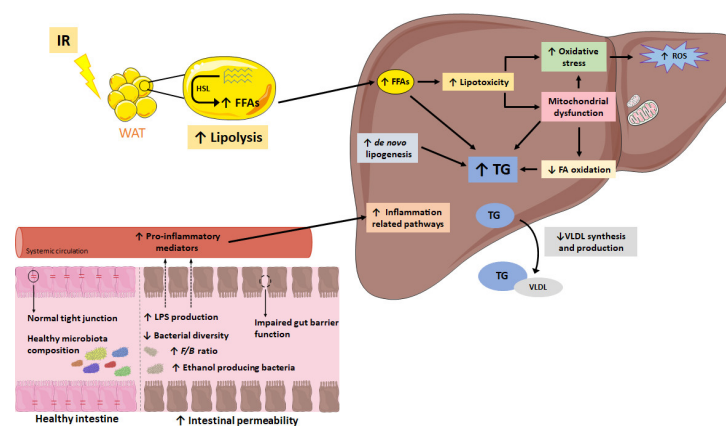 IR
WAT
HSL
↑ FFAs
↑ Lipolysis
↑ FFAs
↑ Lipotoxicity
↑ Oxidative
stress
↑ ROS
Mitochondrial
dysfunction
↑ de novo
lipogenesis
↑ TG
↓ FA oxidation
↑ Inflammation
related pathways
TG
↓VLDL synthesis
and production
TG
VLDL
↑ Pro-inflammatory
mediators
Systemic circulation
Normal tight junction
Healthy microbiota
composition
↑ LPS production
↓ Bacterial diversity
↑ F/B ratio
↑ Ethanol producing bacteria
Impaired gut barrier
function
Healthy intestine
↑ Intestinal permeability